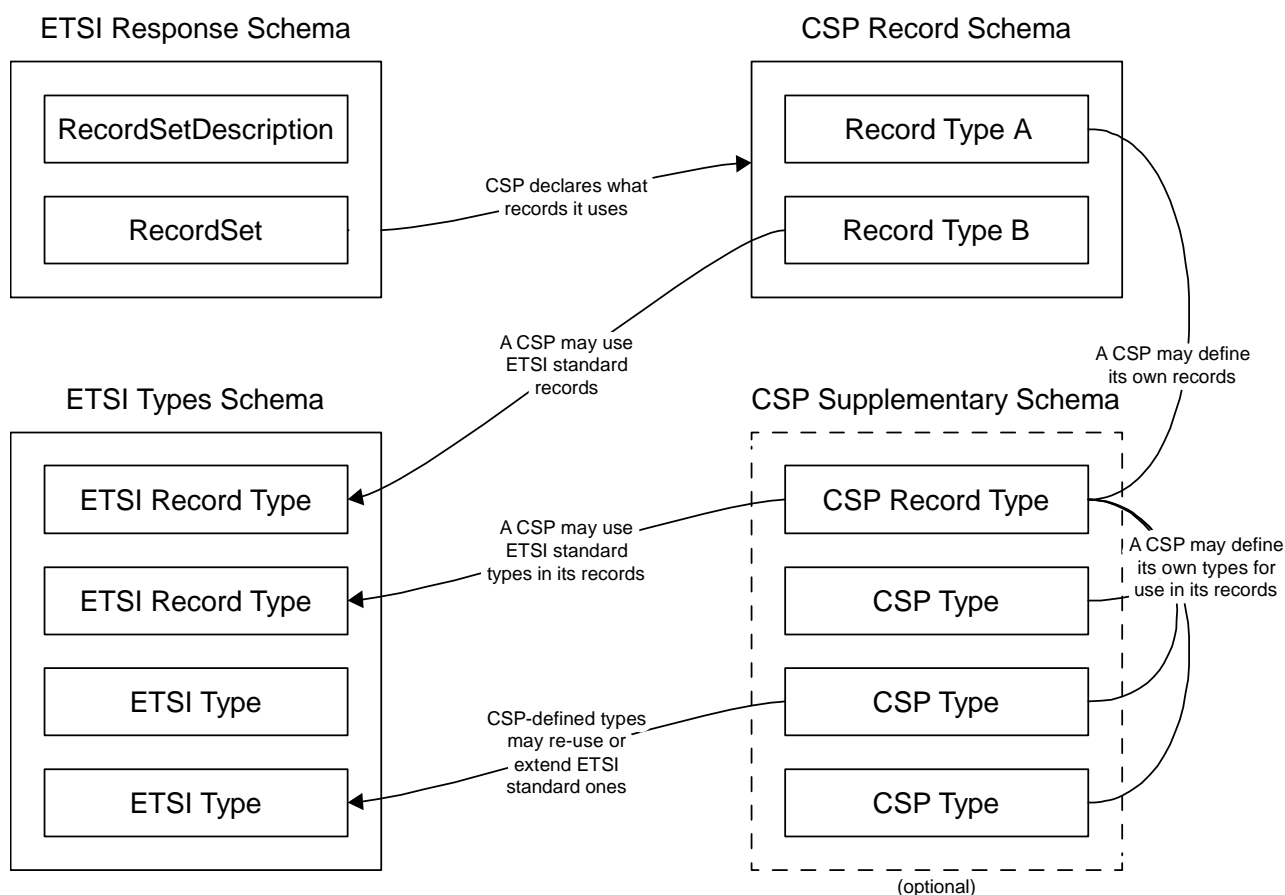 ETSI Response Schema
RecordSetDescription
RecordSet
CSP declares what
records it uses
CSP Record Schema
Record Type A
Record Type B
A CSP may use
ETSI standard
records
A CSP may define
its own records
ETSI Types Schema
ETSI Record Type
ETSI Record Type
ETSI Type
ETSI Type
A CSP may use
ETSI standard
types in its records
CSP-defined types
may re-use or
extend ETSI
standard ones
CSP Supplementary Schema
CSP Record Type
CSP Type
CSP Type
CSP Type
A CSP may define
its own types for
use in its records
(optional)